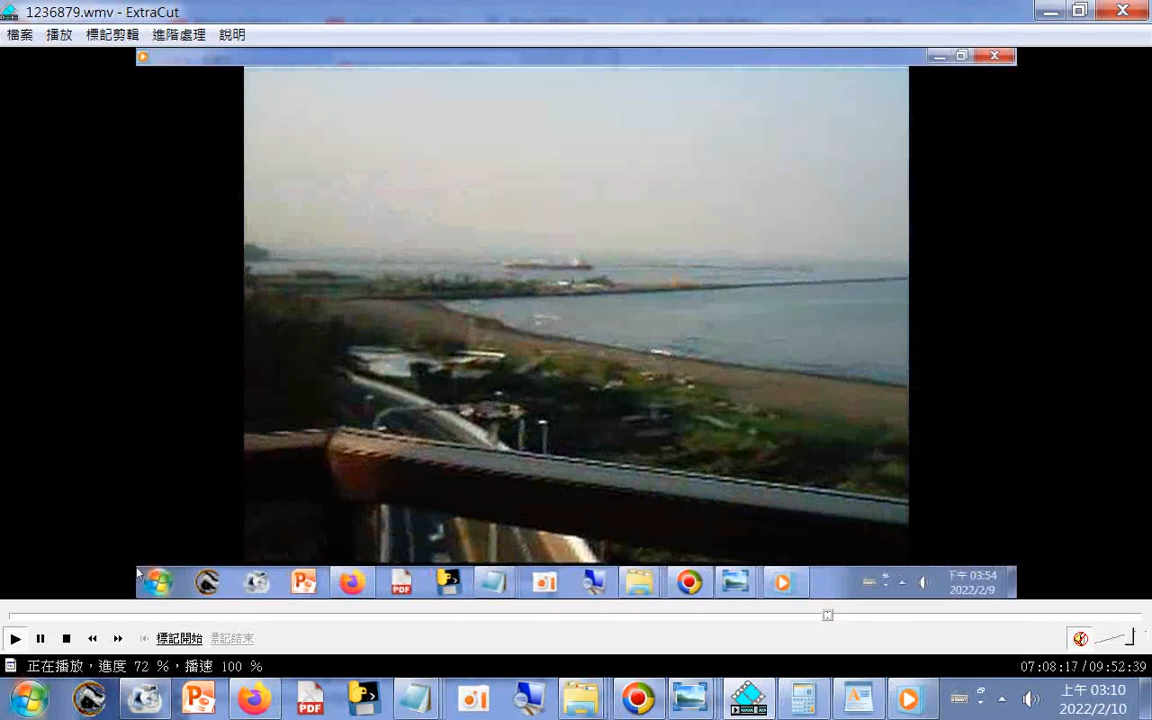 1236879.wmv - ExtraCut
檔案 播放 標記剪輯 進階處理 說明
PDF
下午 03:54
2022/2/9
標記開始 標記結束
正在播放，進度 72 %，播速 100 %
07:08:17 / 09:52:39
PDF
上午 03:10
2022/2/10